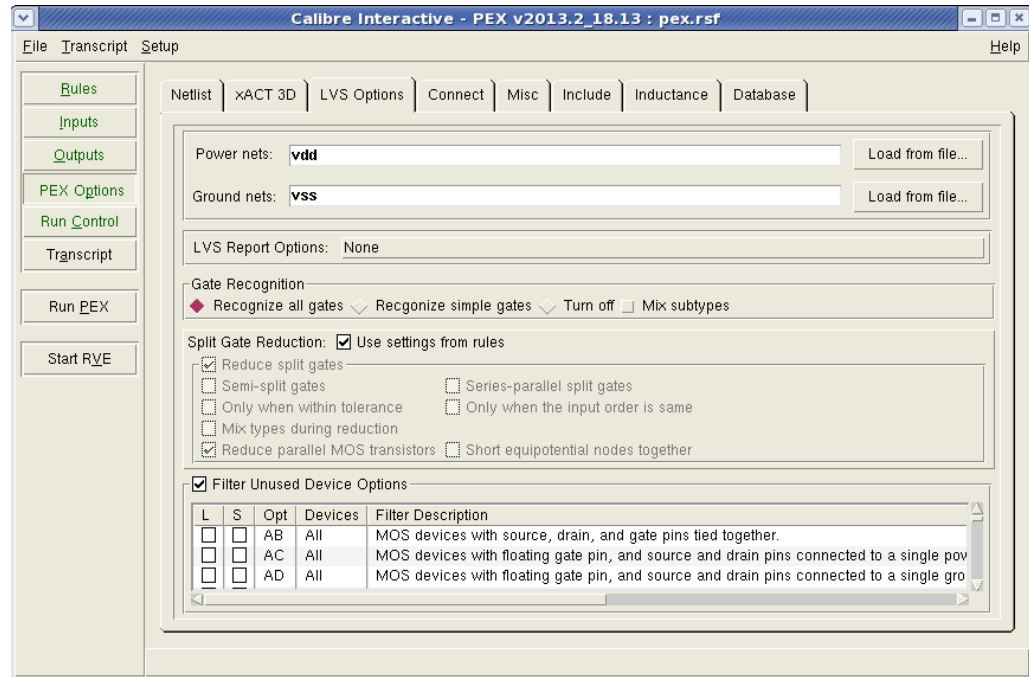 Calibre Interactive - PEX v2013.2_18.13 : pex.rsf
File Transcript Setup Help
Rules
Inputs
Outputs
PEX Options
Run Control
Transcript
Run PEX
Start RVE
Netlist xACT 3D LVS Options Connect Misc Include Inductance Database
Power nets: vdd Load from file...
Ground nets: vss Load from file...
LVS Report Options: None
Gate Recognition
Recognize all gates Recgonize simple gates Turn off Mix subtypes
Split Gate Reduction: Use settings from rules
Reduce split gates
Semi-split gates Series-parallel split gates
Only when within tolerance Only when the input order is same
Mix types during reduction
Reduce parallel MOS transistors Short equipotential nodes together
Filter Unused Device Options
L S Opt Devices Filter Description
AB All MOS devices with source, drain, and gate pins tied together.
AC All MOS devices with floating gate pin, and source and drain pins connected to a single pow
AD All MOS devices with floating gate pin, and source and drain pins connected to a single gro